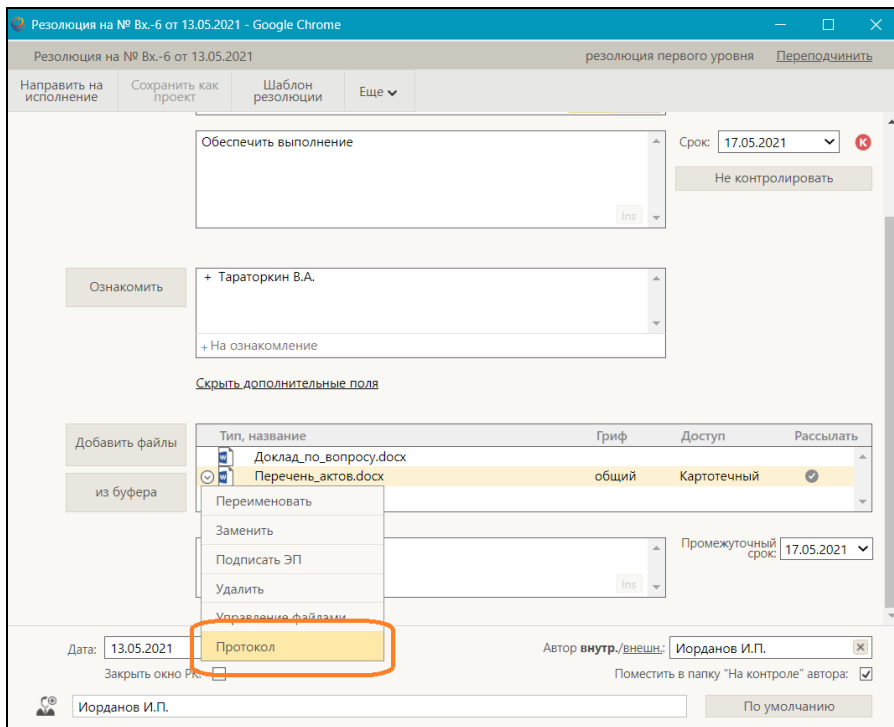 Резолюция на № Вх.-6 от 13.05.2021 - Google Chrome
Резолюция на № Вх.-6 от 13.05.2021 резолюция первого уровня Переподчинить
Направить на исполнение
Сохранить как проект
Шаблон резолюции
Еще
Обеспечить выполнение
Ins
Срок: 17.05.2021
К
Не контролировать
Ознакомить
+ Тараторкин В.А.
+ На ознакомление
Скрыть дополнительные поля
Добавить файлы
из буфера
Тип, название Гриф Доступ Рассылать
Доклад_по_вопросу.docx
Перечень_актов.docx общий Картотечный
Переименовать
Заменить
Подписать ЭП
Удалить
Управление файлами
Протокол
Ins
Промежуточный срок: 17.05.2021
Дата: 13.05.2021
Автор внутр./внешн.: Иорданов И.П.
Закрыть окно РК:
Поместить в папку "На контроле" автора:
Иорданов И.П.
По умолчанию